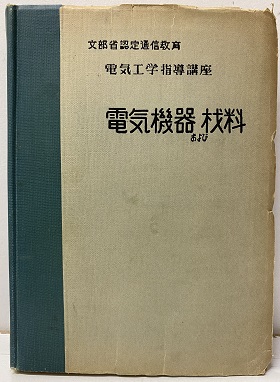 文部省認定通信教育
電気工学指導講座
電気機器および材料